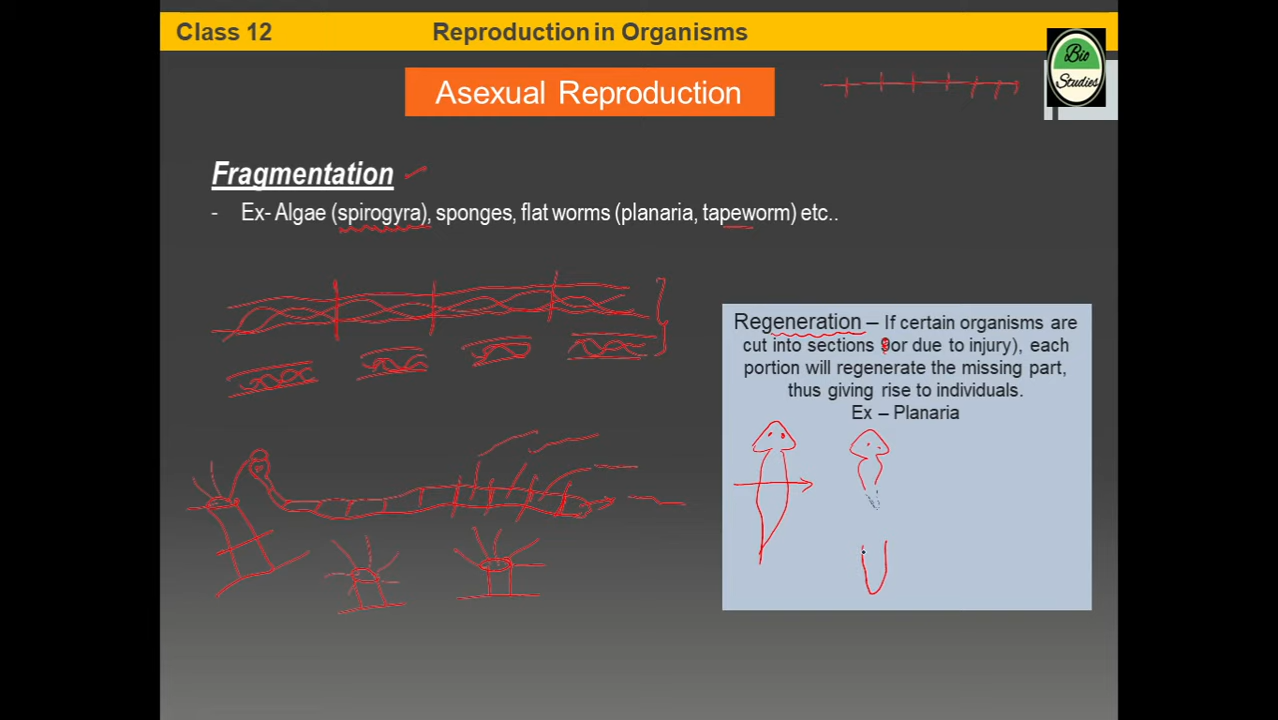 Class 12
Reproduction in Organisms
Bio
Studies
Asexual Reproduction
Fragmentation
- Ex- Algae (spirogyra), sponges, flat worms (planaria, tapeworm) etc..
Regeneration – If certain organisms are
cut into sections or due to injury), each
portion will regenerate the missing part,
thus giving rise to individuals.
Ex – Planaria